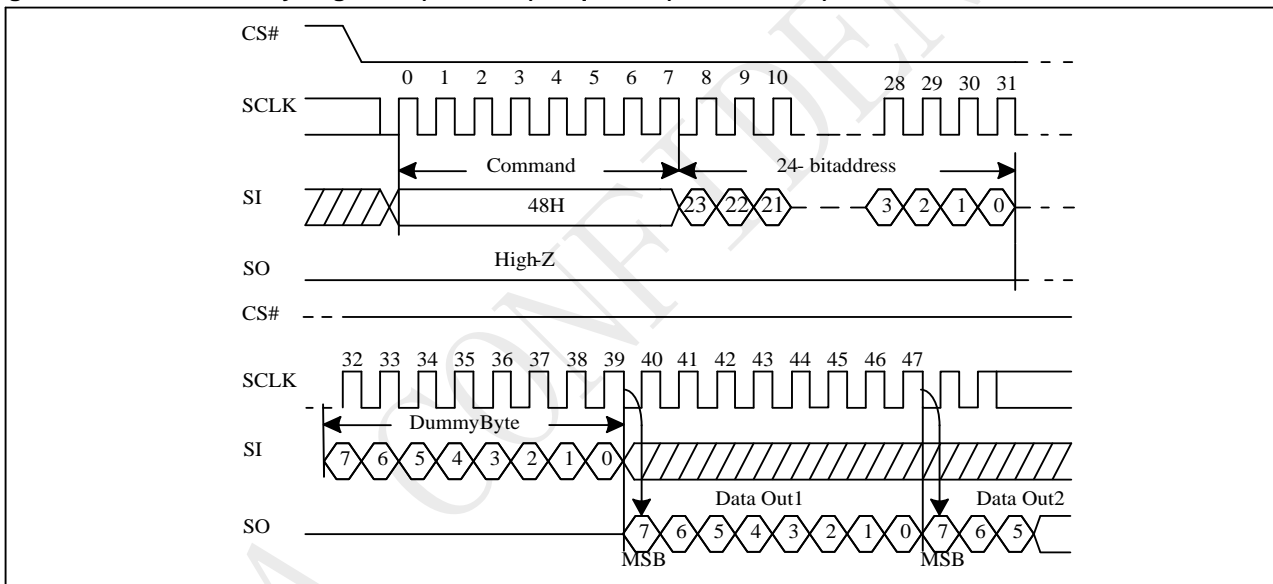 CS#
0 1 2 3 4 5 6 7 8 9 10 28 29 30 31
SCLK
Command 24- bitaddress
SI 48H 23 22 21 3 2 1 0
High-Z
SO
CS#
32 33 34 35 36 37 38 39 40 41 42 43 44 45 46 47
SCLK
DummyByte
SI 7 6 5 4 3 2 1 0
Data Out1 Data Out2
SO 7 6 5 4 3 2 1 0 7 6 5
MSB MSB